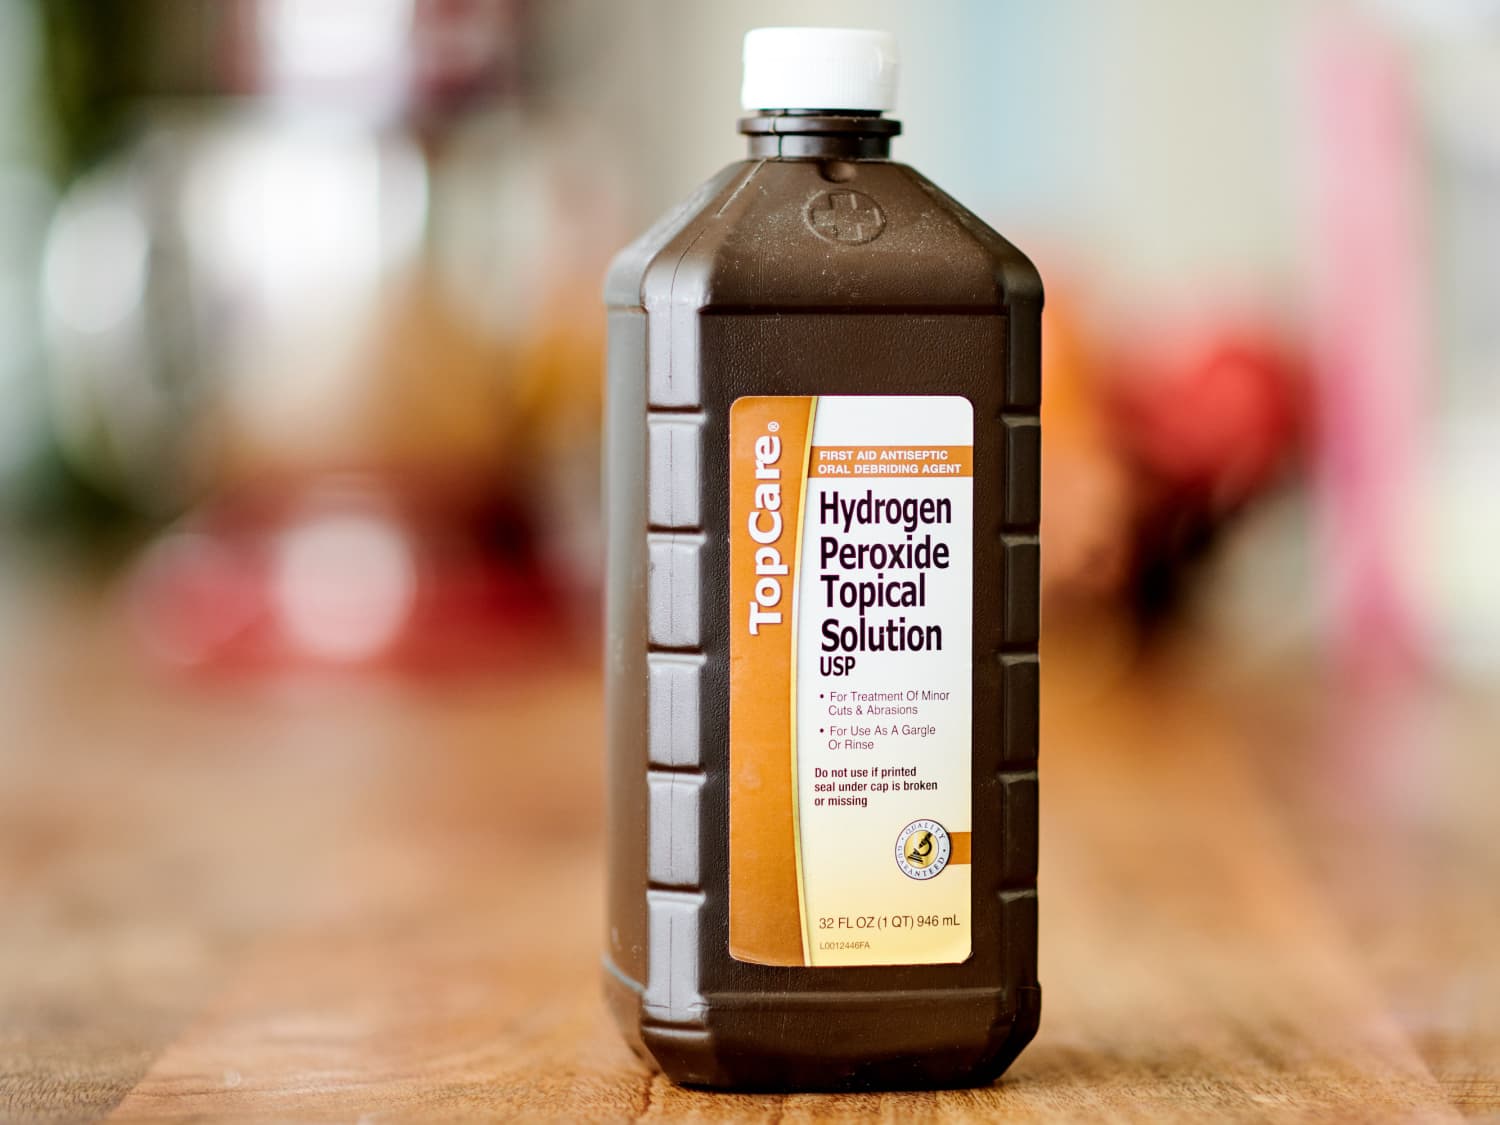 TopCare®
FIRST AID ANTISEPTIC
ORAL DEBRIDING AGENT
Hydrogen
Peroxide
Topical
Solution
USP
• For Treatment Of Minor
Cuts & Abrasions
• For Use As A Gargle
Or Rinse
Do not use if printed
seal under cap is broken
or missing
• QUALITY •
GUARANTEED
32 FL OZ (1 QT) 946 mL
L0012446FA